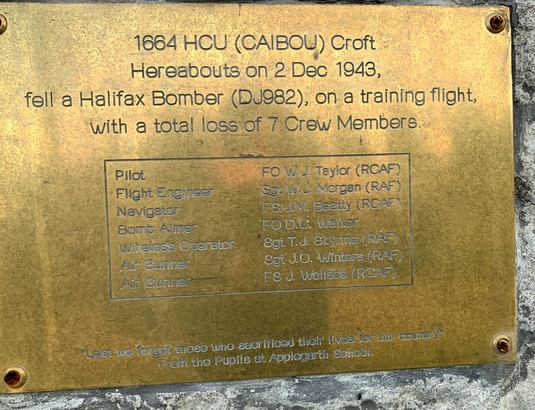 1664 HCU (CAIBOU) Croft
Hereabouts on 2 Dec 1943,
fell a Halifax Bomber (DJ982), on a training flight,
with a total loss of 7 Crew Members.
Pilot FO W.J. Taylor (RCAF)
Flight Engineer Sgt W.J. Morgan (RAF)
Navigator FS J.M. Beatty (RCAF)
Bomb Aimer FO D.C. Walker
Wireless Operator Sgt T.J. Skyrme (RAF)
Air Gunner Sgt J.O. Winters (RAF)
Air Gunner FS J. Wallace (RCAF)
"Lest we forget those who sacrificed their lives for our country"
From the Pupils at Applegarth School.